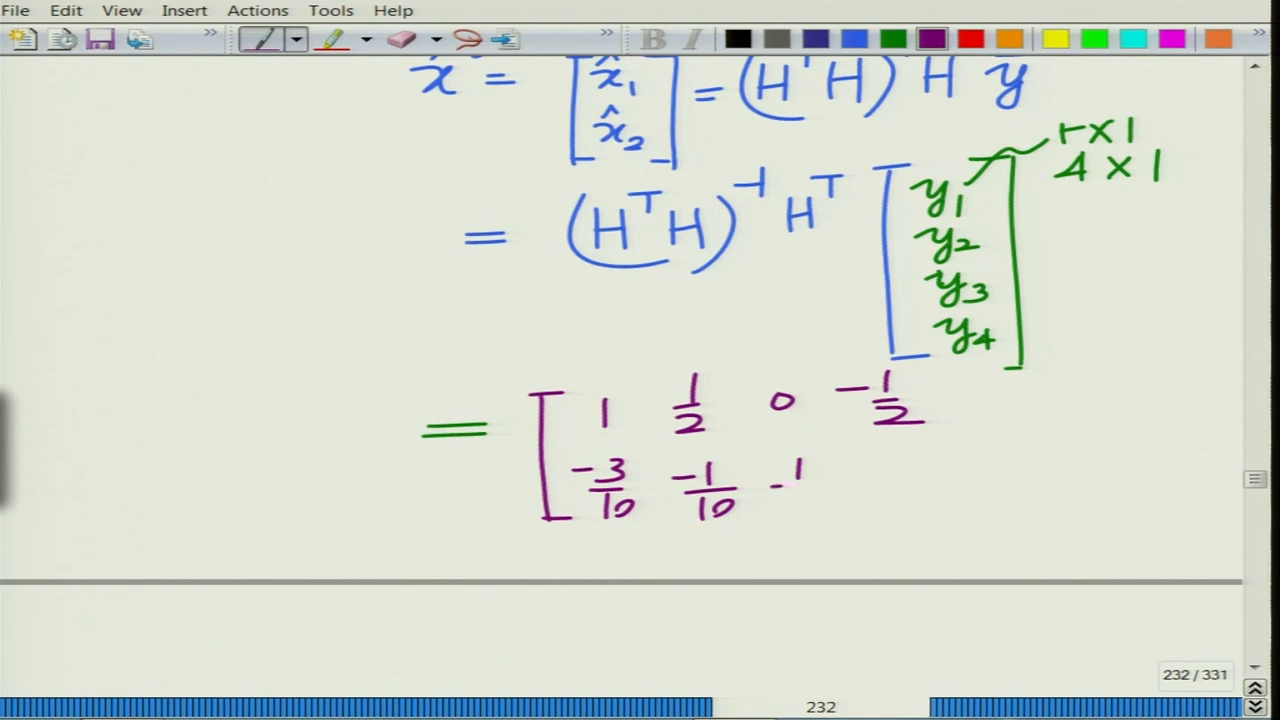 File Edit View Insert Actions Tools Help
B I
x̂ = [x̂₁ x̂₂] = (HᵀH) H ȳ
r×1
4×1
= (HᵀH)⁻¹Hᵀ [y₁ y₂ y₃ y₄]
= [1 1/2 0 -1/2
-3/10 -1/10 -1
232 / 331
232